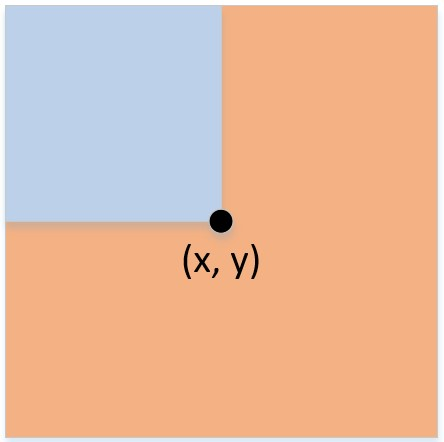 (x, y)